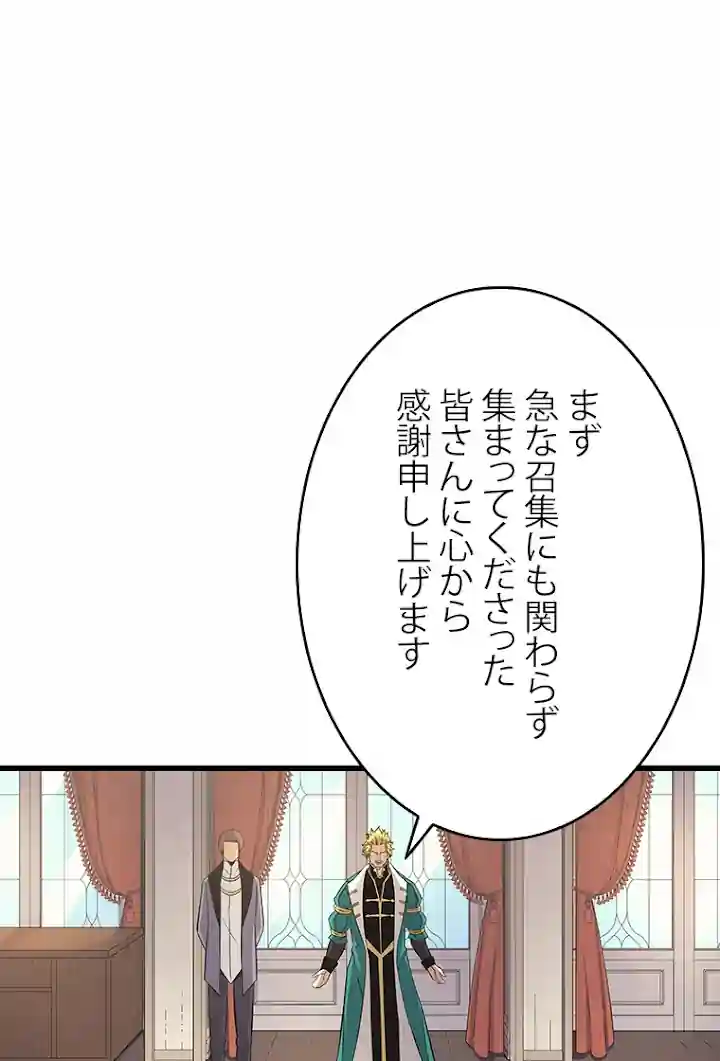 まず
急な召集にも関わらず
集まってくださった
皆さんに心から
感謝申し上げます